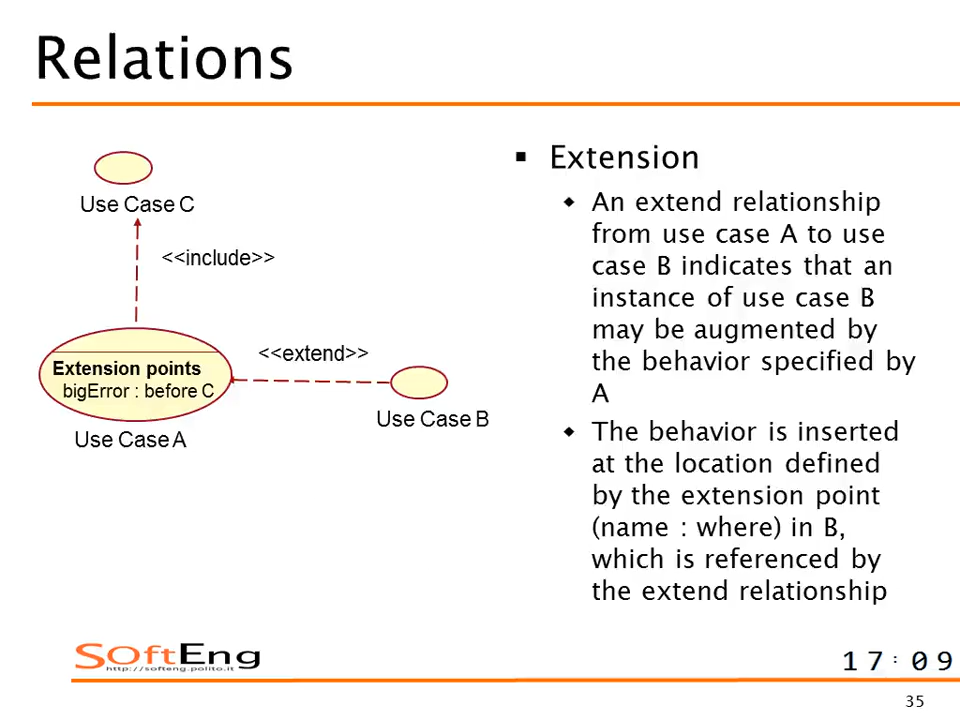 Relations
Use Case C
<<include>>
Extension points
bigError : before C
Use Case A
<<extend>>
Use Case B
Extension
An extend relationship
from use case A to use
case B indicates that an
instance of use case B
may be augmented by
the behavior specified by
A
The behavior is inserted
at the location defined
by the extension point
(name : where) in B,
which is referenced by
the extend relationship
SoftEng
http://softeng.polito.it
17:09
35